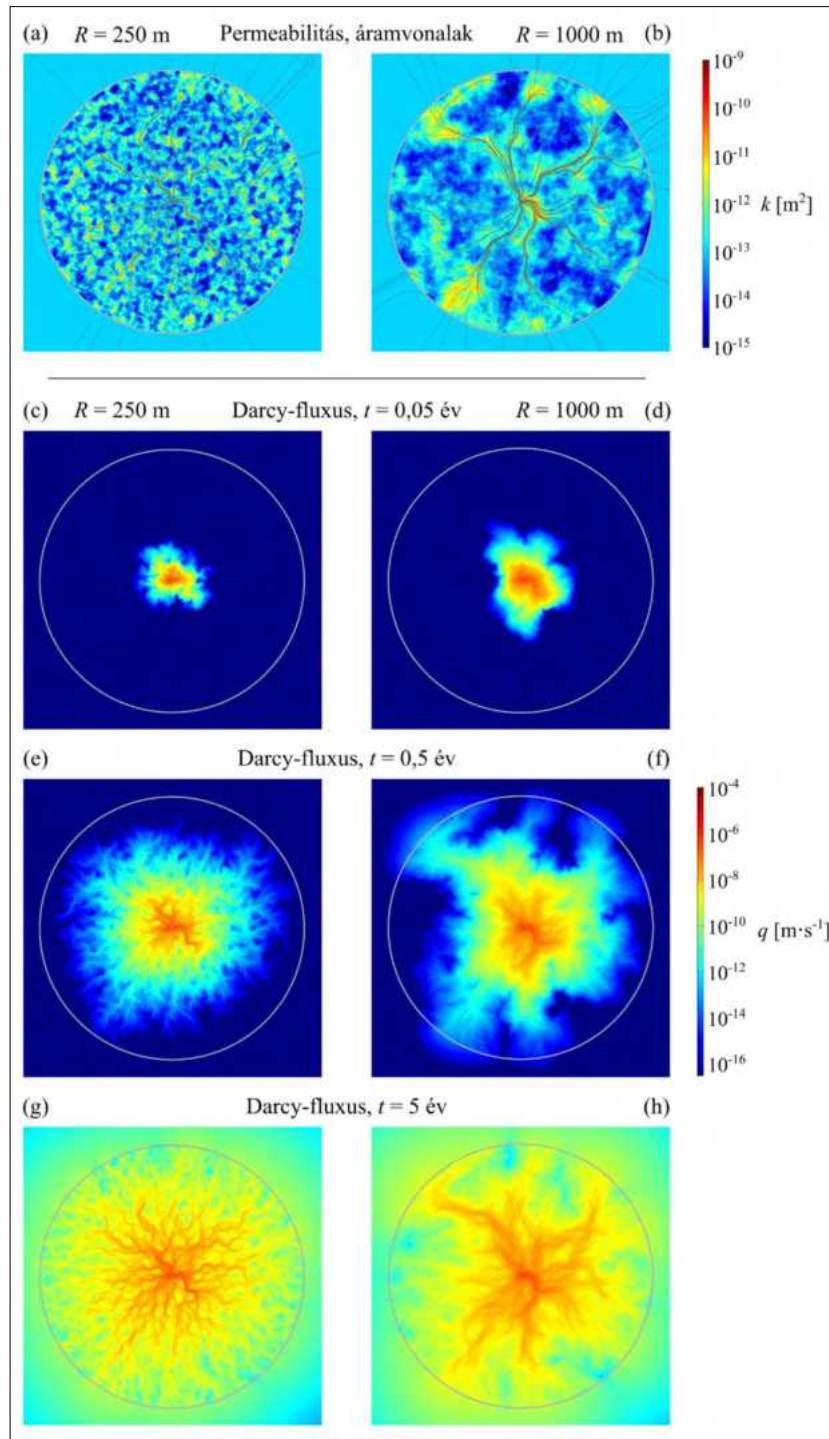 (a) R = 250 m Permeabilitás, áramvonalak R = 1000 m (b)
10⁻⁹
10⁻¹⁰
10⁻¹¹
10⁻¹²
k [m²]
10⁻¹³
10⁻¹⁴
10⁻¹⁵
(c) R = 250 m Darcy-fluxus, t = 0,05 év R = 1000 m (d)
(e) Darcy-fluxus, t = 0,5 év (f)
10⁻⁴
10⁻⁶
10⁻⁸
10⁻¹⁰
q [m·s⁻¹]
10⁻¹²
10⁻¹⁴
10⁻¹⁶
(g) Darcy-fluxus, t = 5 év (h)